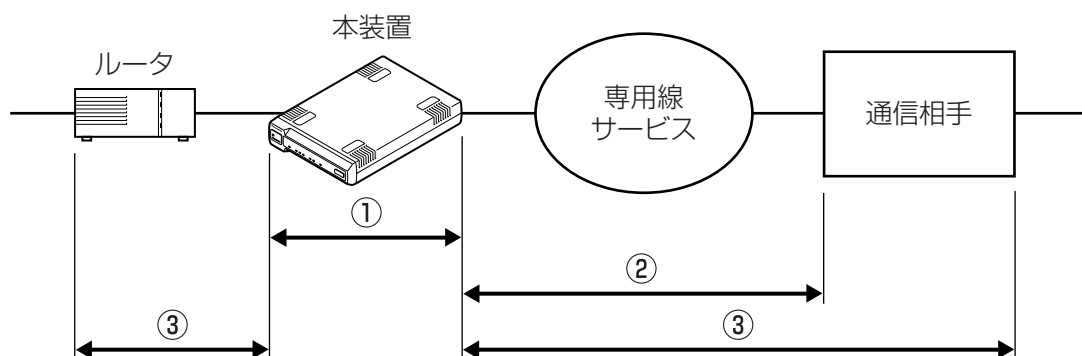 本装置
ルータ
専用線
サービス
通信相手
①
②
③
③